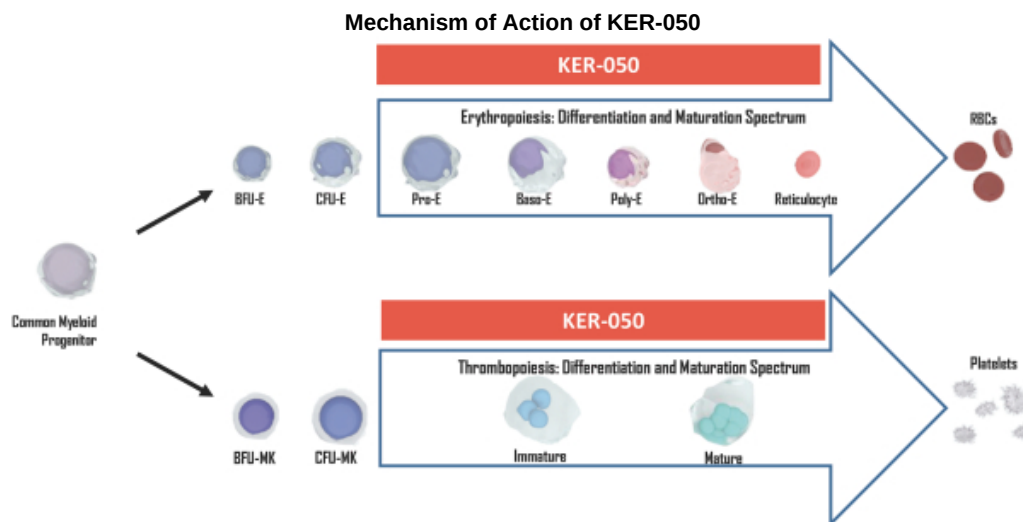 Mechanism of Action of KER-050
KER-050
Erythropoiesis: Differentiation and Maturation Spectrum
RBCs
BFU-E
CFU-E
Pro-E
Baso-E
Poly-E
Ortho-E
Reticulocyte
Common Myeloid
Progenitor
KER-050
Thrombopoiesis: Differentiation and Maturation Spectrum
Platelets
BFU-MK
CFU-MK
Immature
Mature